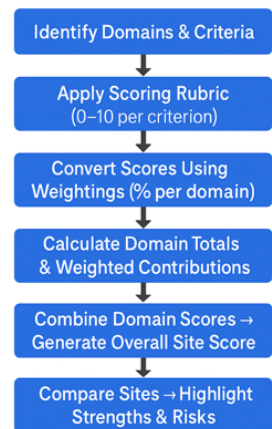 Identify Domains & Criteria
Apply Scoring Rubric
(0–10 per criterion)
Convert Scores Using
Weightings (% per domain)
Calculate Domain Totals
& Weighted Contributions
Combine Domain Scores →
Generate Overall Site Score
Compare Sites → Highlight
Strengths & Risks